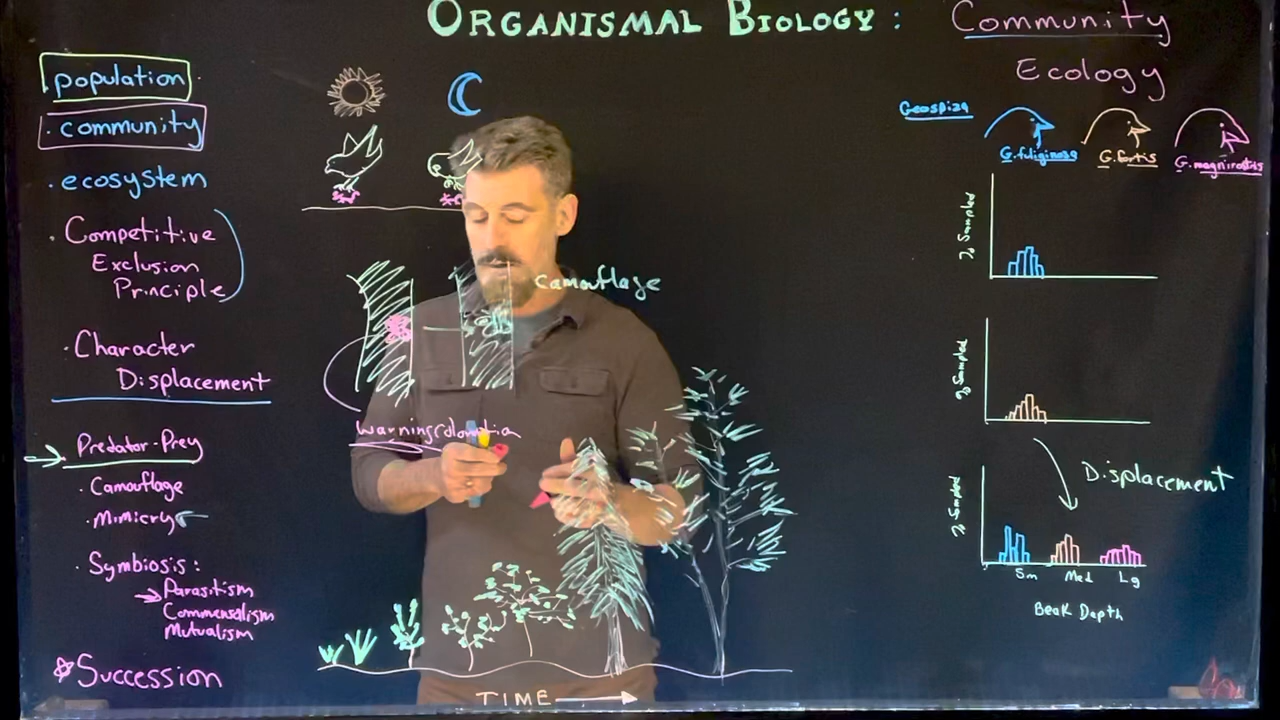 ORGANISMAL BIOLOGY: Community
Ecology
population
community
ecosystem
Competitive
Exclusion
Principle
Character
Displacement
Predator-Prey
Camouflage
Mimicry
Symbiosis:
Parasitism
Commensalism
Mutualism
Succession
Camouflage
TIME
Geospiza
G. fuliginosa
G. fortis
G. magnirostris
% Sampled
% Sampled
Displacement
% Sampled
Sm Med Lg
Beak Depth